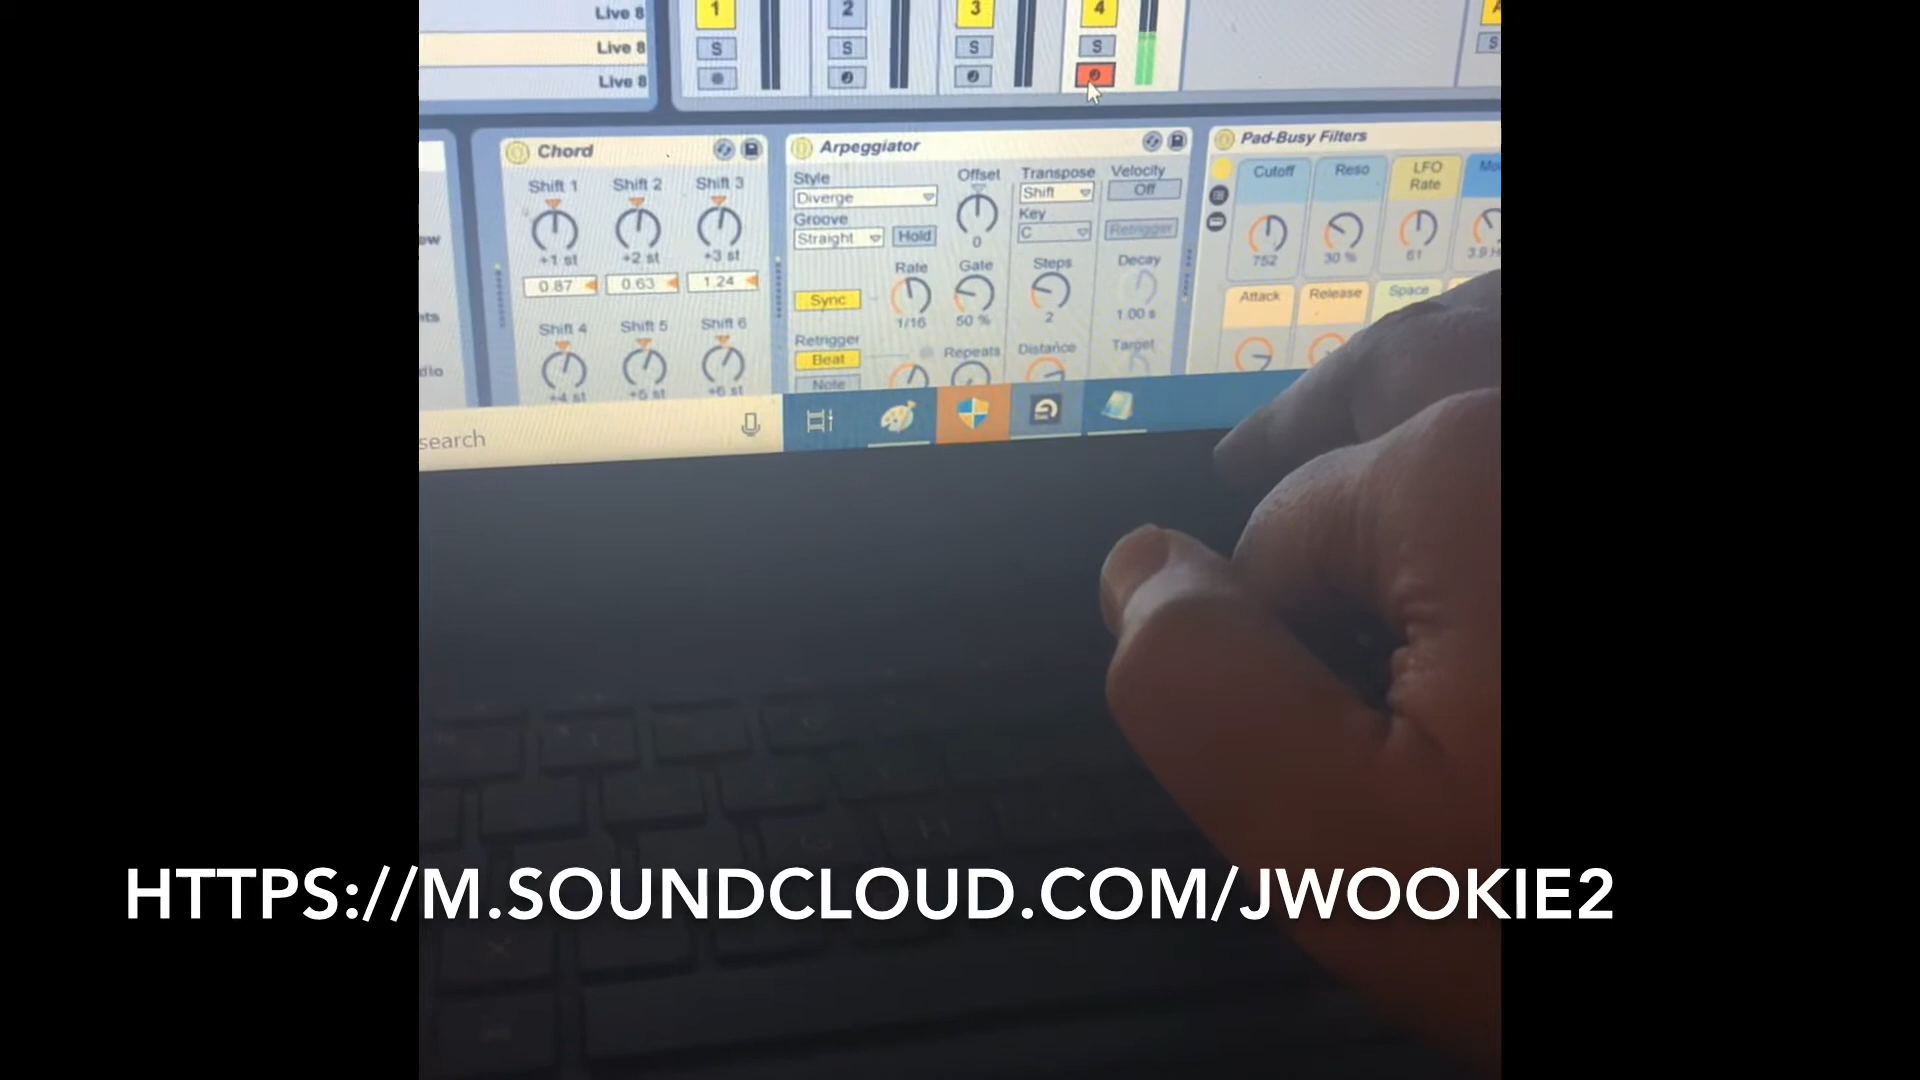 Live 8
Live 8
Live 8
1 2 3 4
S S S S S
Chord
Arpeggiator
Pad-Busy Filters
Shift 1 Shift 2 Shift 3
+1 st +2 st +3 st
0.87 0.63 1.24
Shift 4 Shift 5 Shift 6
+4 st +5 st +6 st
Style
Diverge
Groove
Straight
Hold
Offset
0
Transpose
Shift
Key
C
Velocity
Off
Retrigger
Sync
Rate
1/16
Gate
50 %
Steps
2
Decay
1.00 s
Retrigger
Beat
Note
Repeats
Distance
Target
Cutoff Reso LFO Rate
752 30 % 61 3.9
Attack Release Space
search
HTTPS://M.SOUNDCLOUD.COM/JWOOKIE2